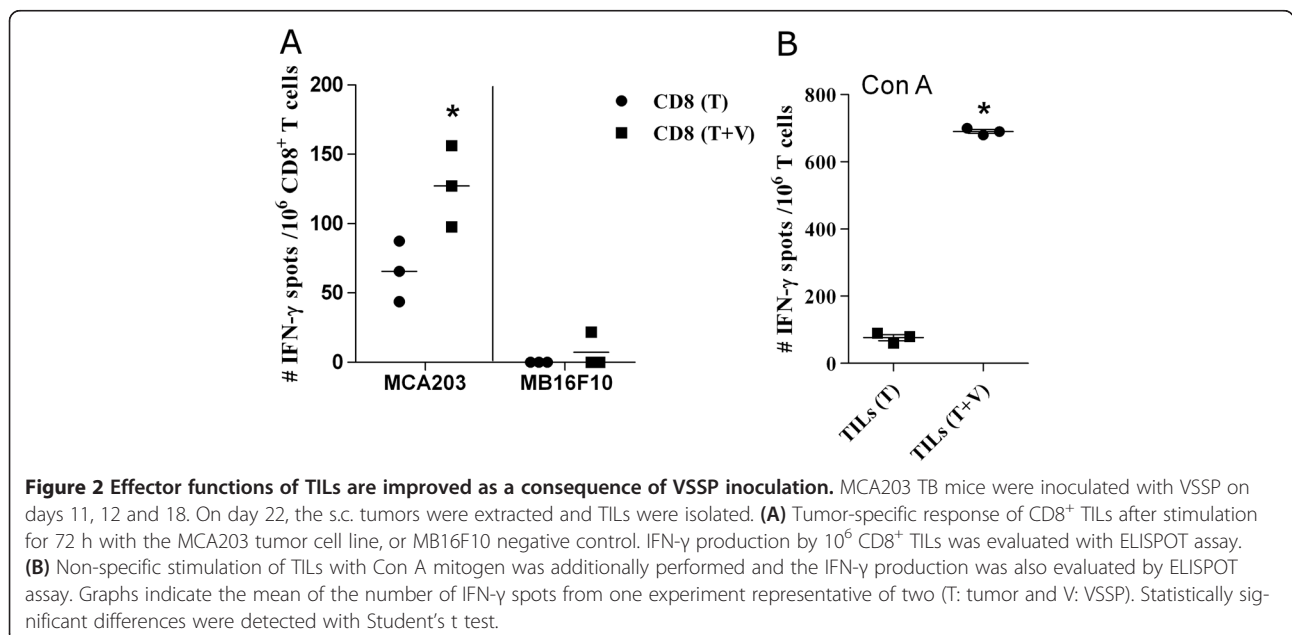 A
# IFN-γ spots /10⁶ CD8⁺ T cells
200
150
100
50
0
*
MCA203
MB16F10
CD8 (T)
CD8 (T+V)
B
Con A
# IFN-γ spots /10⁶ T cells
800
600
400
200
0
*
TILs (T)
TILs (T+V)
Figure 2 Effector functions of TILs are improved as a consequence of VSSP inoculation. MCA203 TB mice were inoculated with VSSP on
days 11, 12 and 18. On day 22, the s.c. tumors were extracted and TILs were isolated. (A) Tumor-specific response of CD8⁺ TILs after stimulation
for 72 h with the MCA203 tumor cell line, or MB16F10 negative control. IFN-γ production by 10⁶ CD8⁺ TILs was evaluated with ELISPOT assay.
(B) Non-specific stimulation of TILs with Con A mitogen was additionally performed and the IFN-γ production was also evaluated by ELISPOT
assay. Graphs indicate the mean of the number of IFN-γ spots from one experiment representative of two (T: tumor and V: VSSP). Statistically sig-
nificant differences were detected with Student's t test.